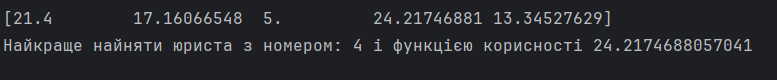 [21.4 17.16066548 5. 24.21746881 13.34527629]
Найкраще найняти юриста з номером: 4 і функцією корисності 24.2174688057041